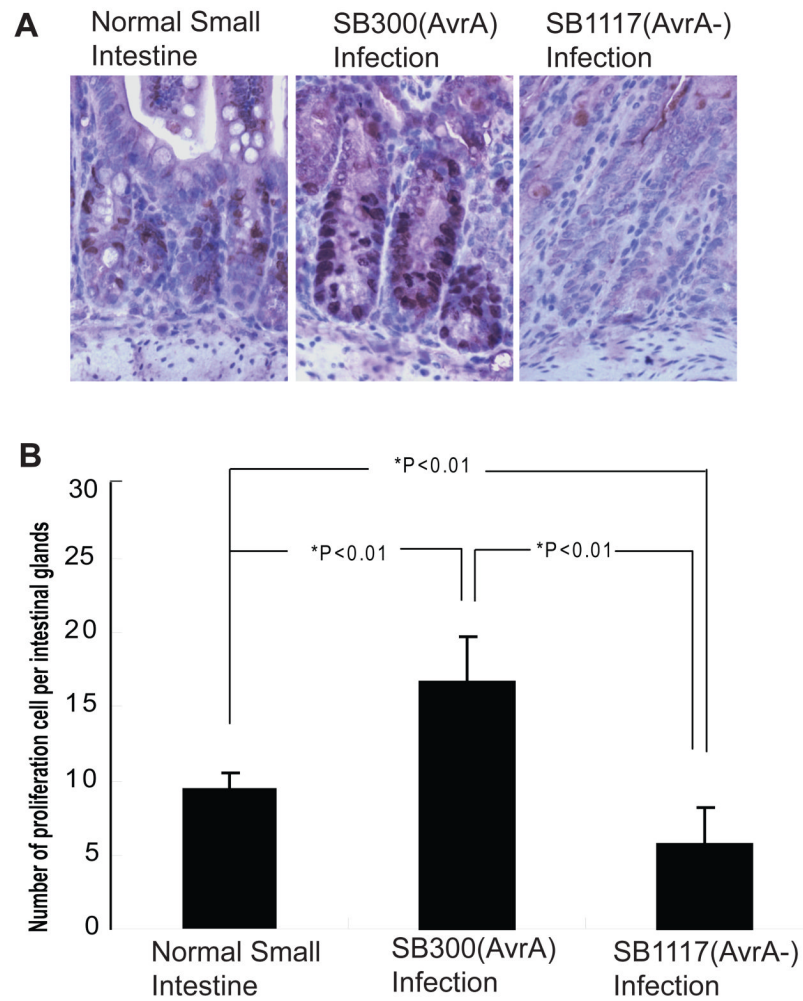 A
Normal Small
Intestine
SB300(AvrA)
Infection
SB1117(AvrA-)
Infection
B
Number of proliferation cell per intestinal glands
30
25
20
15
10
5
0
*P<0.01
*P<0.01
*P<0.01
Normal Small
Intestine
SB300(AvrA)
Infection
SB1117(AvrA-)
Infection